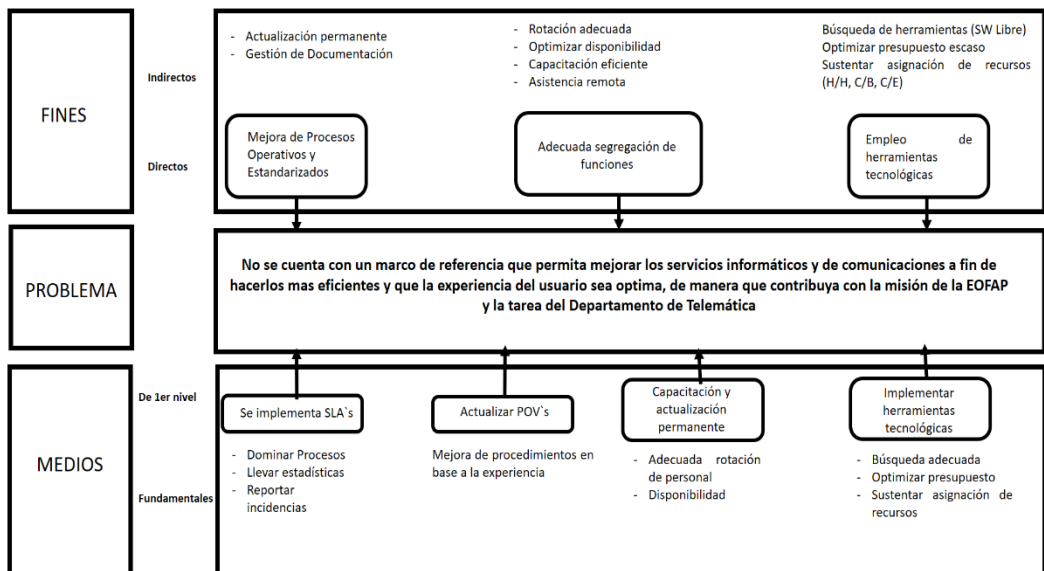 FINES
Indirectos
- Actualización permanente
- Gestión de Documentación
- Rotación adecuada
- Optimizar disponibilidad
- Capacitación eficiente
- Asistencia remota
Búsqueda de herramientas (SW Libre)
Optimizar presupuesto escaso
Sustentar asignación de recursos
(H/H, C/B, C/E)
Directos
Mejora de Procesos
Operativos y
Estandarizados
Adecuada segregación de
funciones
Empleo de
herramientas
tecnológicas
PROBLEMA
No se cuenta con un marco de referencia que permita mejorar los servicios informáticos y de comunicaciones a fin de
hacerlos mas eficientes y que la experiencia del usuario sea optima, de manera que contribuya con la misión de la EOFAP
y la tarea del Departamento de Telemática
MEDIOS
De 1er nivel
Se implementa SLA`s
Actualizar POV`s
Capacitación y
actualización
permanente
Implementar
herramientas
tecnológicas
Fundamentales
- Dominar Procesos
- Llevar estadísticas
- Reportar
incidencias
Mejora de procedimientos en
base a la experiencia
- Adecuada rotación
de personal
- Disponibilidad
- Búsqueda adecuada
- Optimizar presupuesto
- Sustentar asignación de
recursos